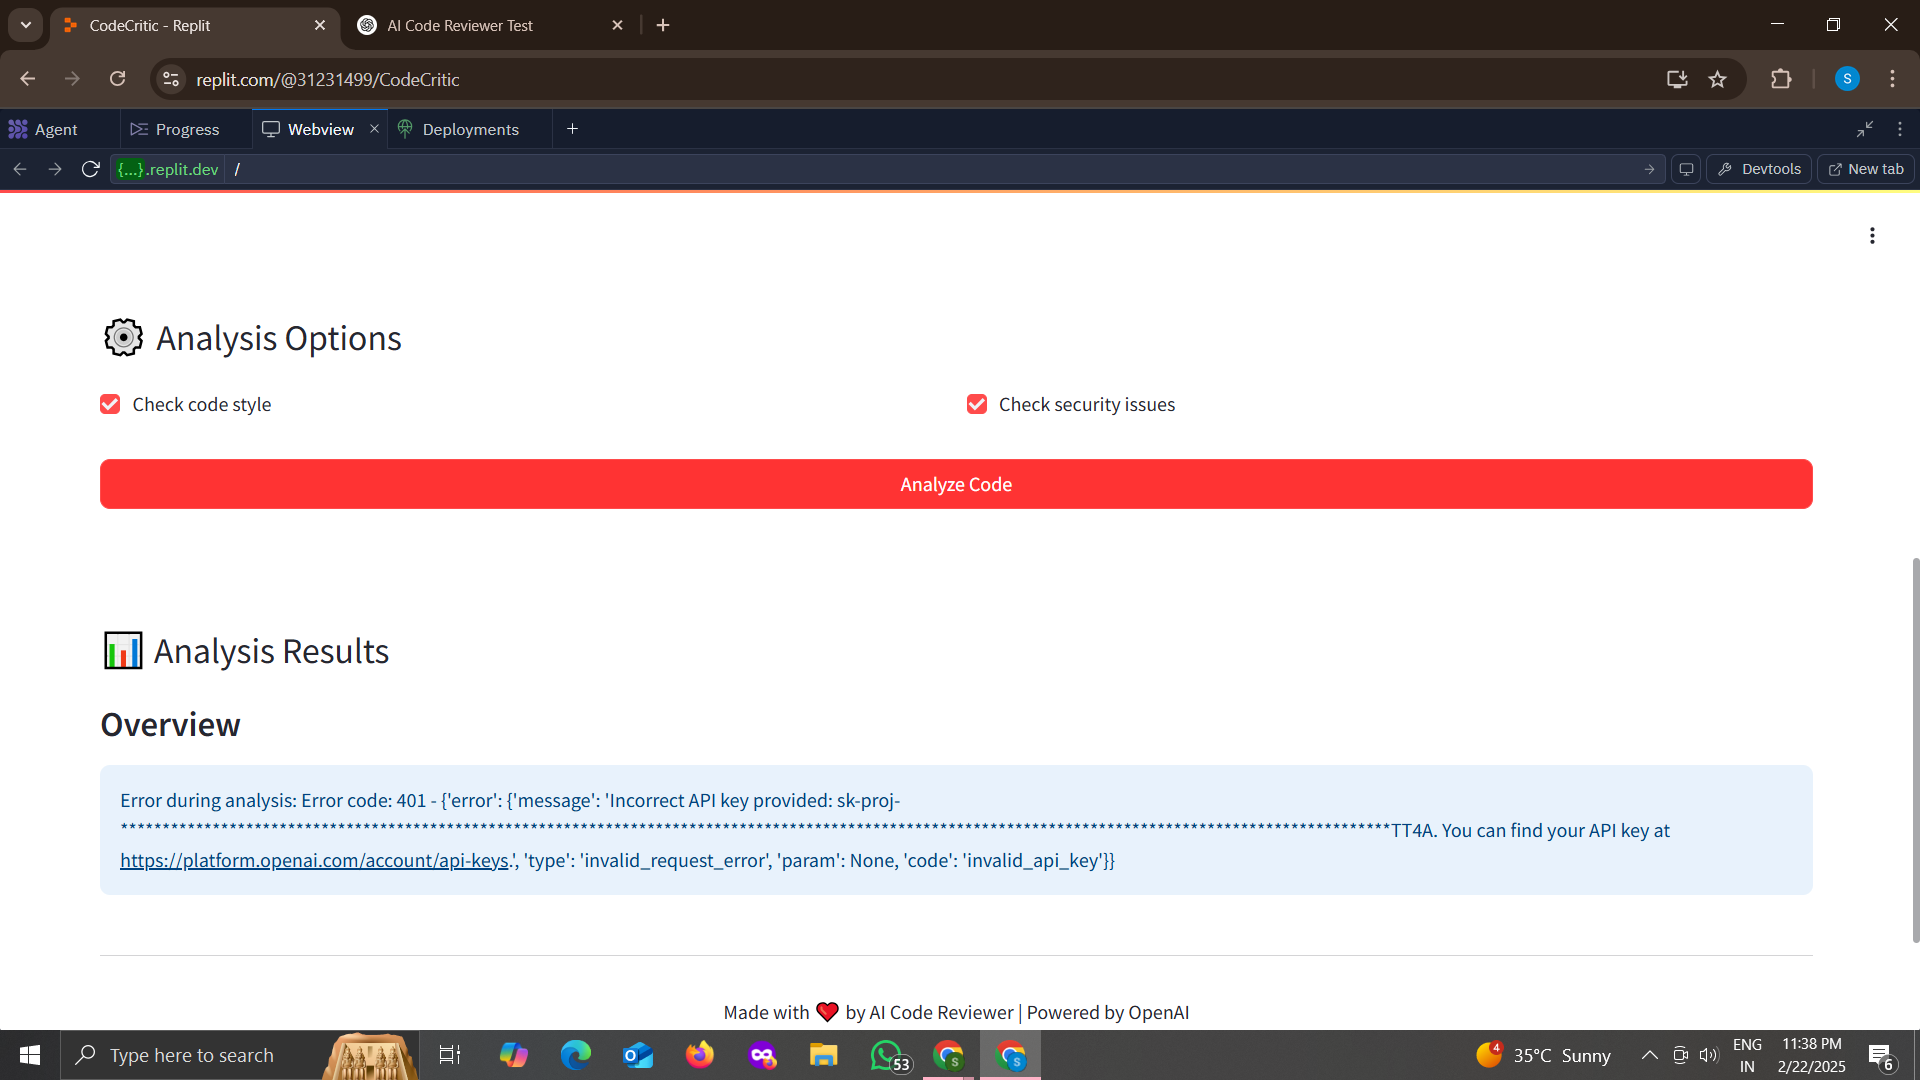 CodeCritic - Replit
AI Code Reviewer Test
replit.com/@31231499/CodeCritic
S
Agent
Progress
Webview
Deployments
{...}.replit.dev /
Devtools
New tab
Analysis Options
Check code style
Check security issues
Analyze Code
Analysis Results
Overview
Error during analysis: Error code: 401 - {'error': {'message': 'Incorrect API key provided: sk-proj-
********************************************************************************************************************************************************TT4A. You can find your API key at
https://platform.openai.com/account/api-keys.', 'type': 'invalid_request_error', 'param': None, 'code': 'invalid_api_key'}}
Made with ❤️ by AI Code Reviewer | Powered by OpenAI
Type here to search
53
S
S
4
35°C Sunny
ENG
IN
11:38 PM
2/22/2025
6